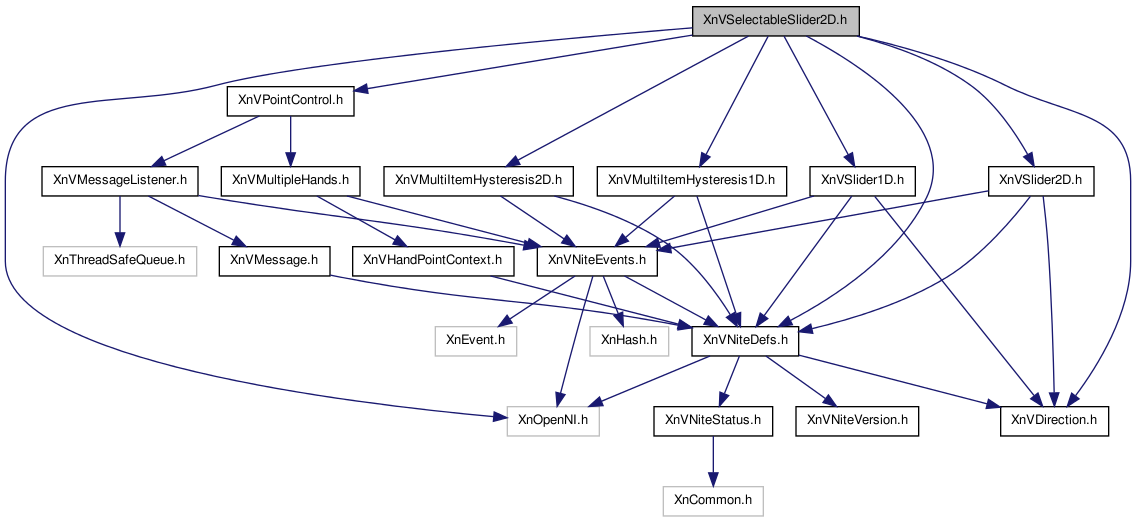 XnVSelectableSlider2D.h
XnVPointControl.h
XnVMessageListener.h
XnVMultipleHands.h
XnVMultiItemHysteresis2D.h
XnVMultiItemHysteresis1D.h
XnVSlider1D.h
XnVSlider2D.h
XnThreadSafeQueue.h
XnVMessage.h
XnVHandPointContext.h
XnVNiteEvents.h
XnEvent.h
XnHash.h
XnVNiteDefs.h
XnOpenNI.h
XnVNiteStatus.h
XnVNiteVersion.h
XnVDirection.h
XnCommon.h